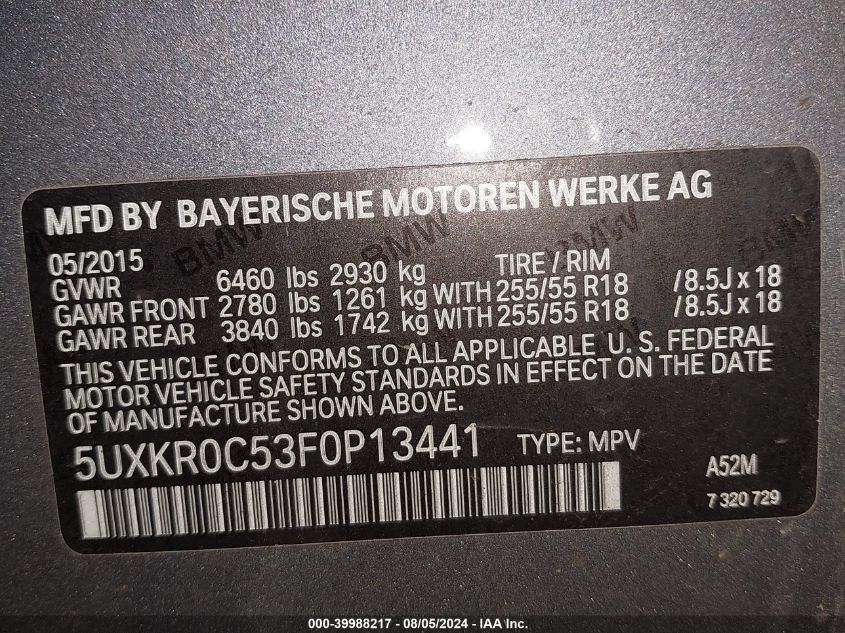 MFD BY BAYERISCHE MOTOREN WERKE AG
05/2015
GVWR 6460 lbs 2930 kg TIRE / RIM
GAWR FRONT 2780 lbs 1261 kg WITH 255/55 R18 / 8.5J x 18
GAWR REAR 3840 lbs 1742 kg WITH 255/55 R18 / 8.5J x 18
THIS VEHICLE CONFORMS TO ALL APPLICABLE U. S. FEDERAL
MOTOR VEHICLE SAFETY STANDARDS IN EFFECT ON THE DATE
OF MANUFACTURE SHOWN ABOVE.
5UXKR0C53F0P13441 TYPE: MPV
A52M
7 320 729
BMW BMW BMW
000-39988217 - 08/05/2024 - IAA Inc.